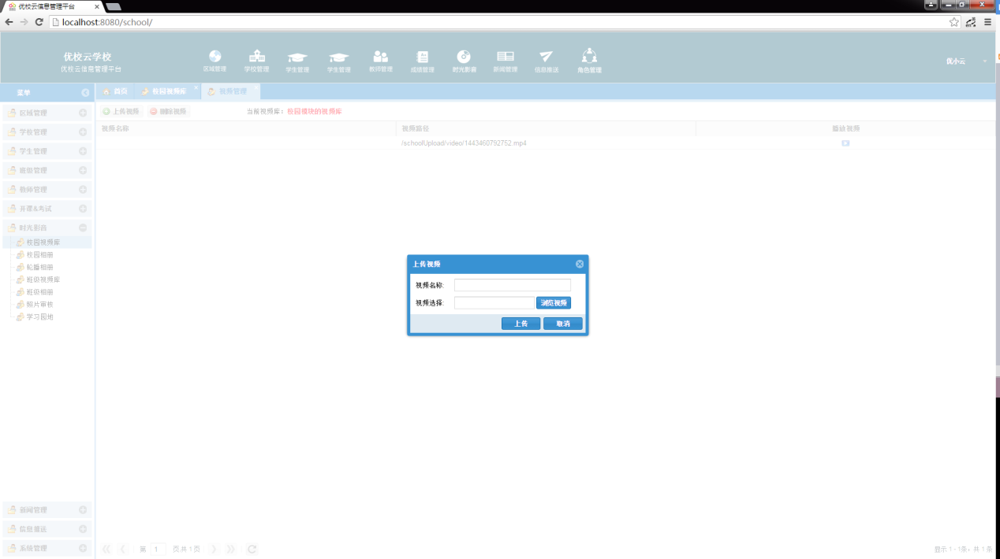 优校云信息管理平台
localhost:8080/school/
优校云学校
优校云信息管理平台
区域管理 学校管理 学生管理 学生管理 教师管理 成绩管理 时光影音 新闻管理 信息推送 角色管理
优小云
菜单
首页 校园视频库 视频管理
上传视频 删除视频 当前视频库：校园模块的视频库
视频名称 视频路径 播放视频
/schoolUpload/video/1443460792752.mp4
区域管理
学校管理
学生管理
班级管理
教师管理
开课&考试
时光影音
校园视频库
校园相册
轮播相册
班级视频库
班级相册
照片审核
学习园地
新闻管理
信息推送
系统管理
上传视频
视频名称:
视频选择: 浏览视频
上传 取消
第 1 页共 1 页
显示 1 - 1条，共 1 条